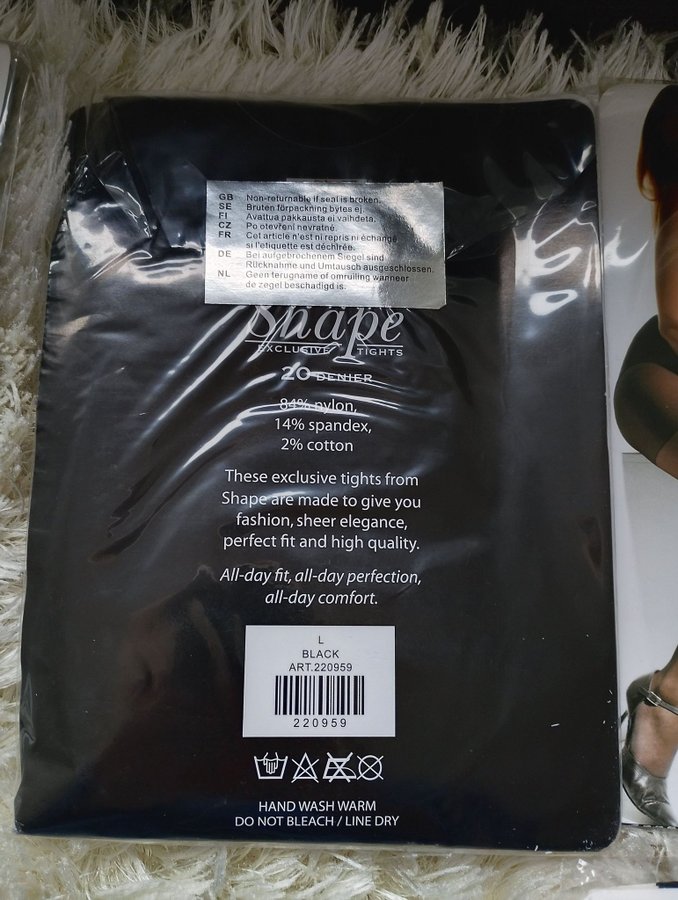 GB Non-returnable if seal is broken.
SE Bruten förpackning bytes ej.
FI Avattua pakkausta ei vaihdeta.
CZ Po otevření nevratné.
FR Cet article n'est ni repris ni échangé
si l'etiquette est déchirée.
DE Bei aufgebrochenem Siegel sind
Rücknahme und Umtausch ausgeschlossen.
NL Geen terugname of omruiling wanneer
de zegel beschadigd is.
Shape
EXCLUSIVE TIGHTS
20 DENIER
84% nylon,
14% spandex,
2% cotton
These exclusive tights from
Shape are made to give you
fashion, sheer elegance,
perfect fit and high quality.
All-day fit, all-day perfection,
all-day comfort.
L
BLACK
ART.220959
220959
HAND WASH WARM
DO NOT BLEACH / LINE DRY